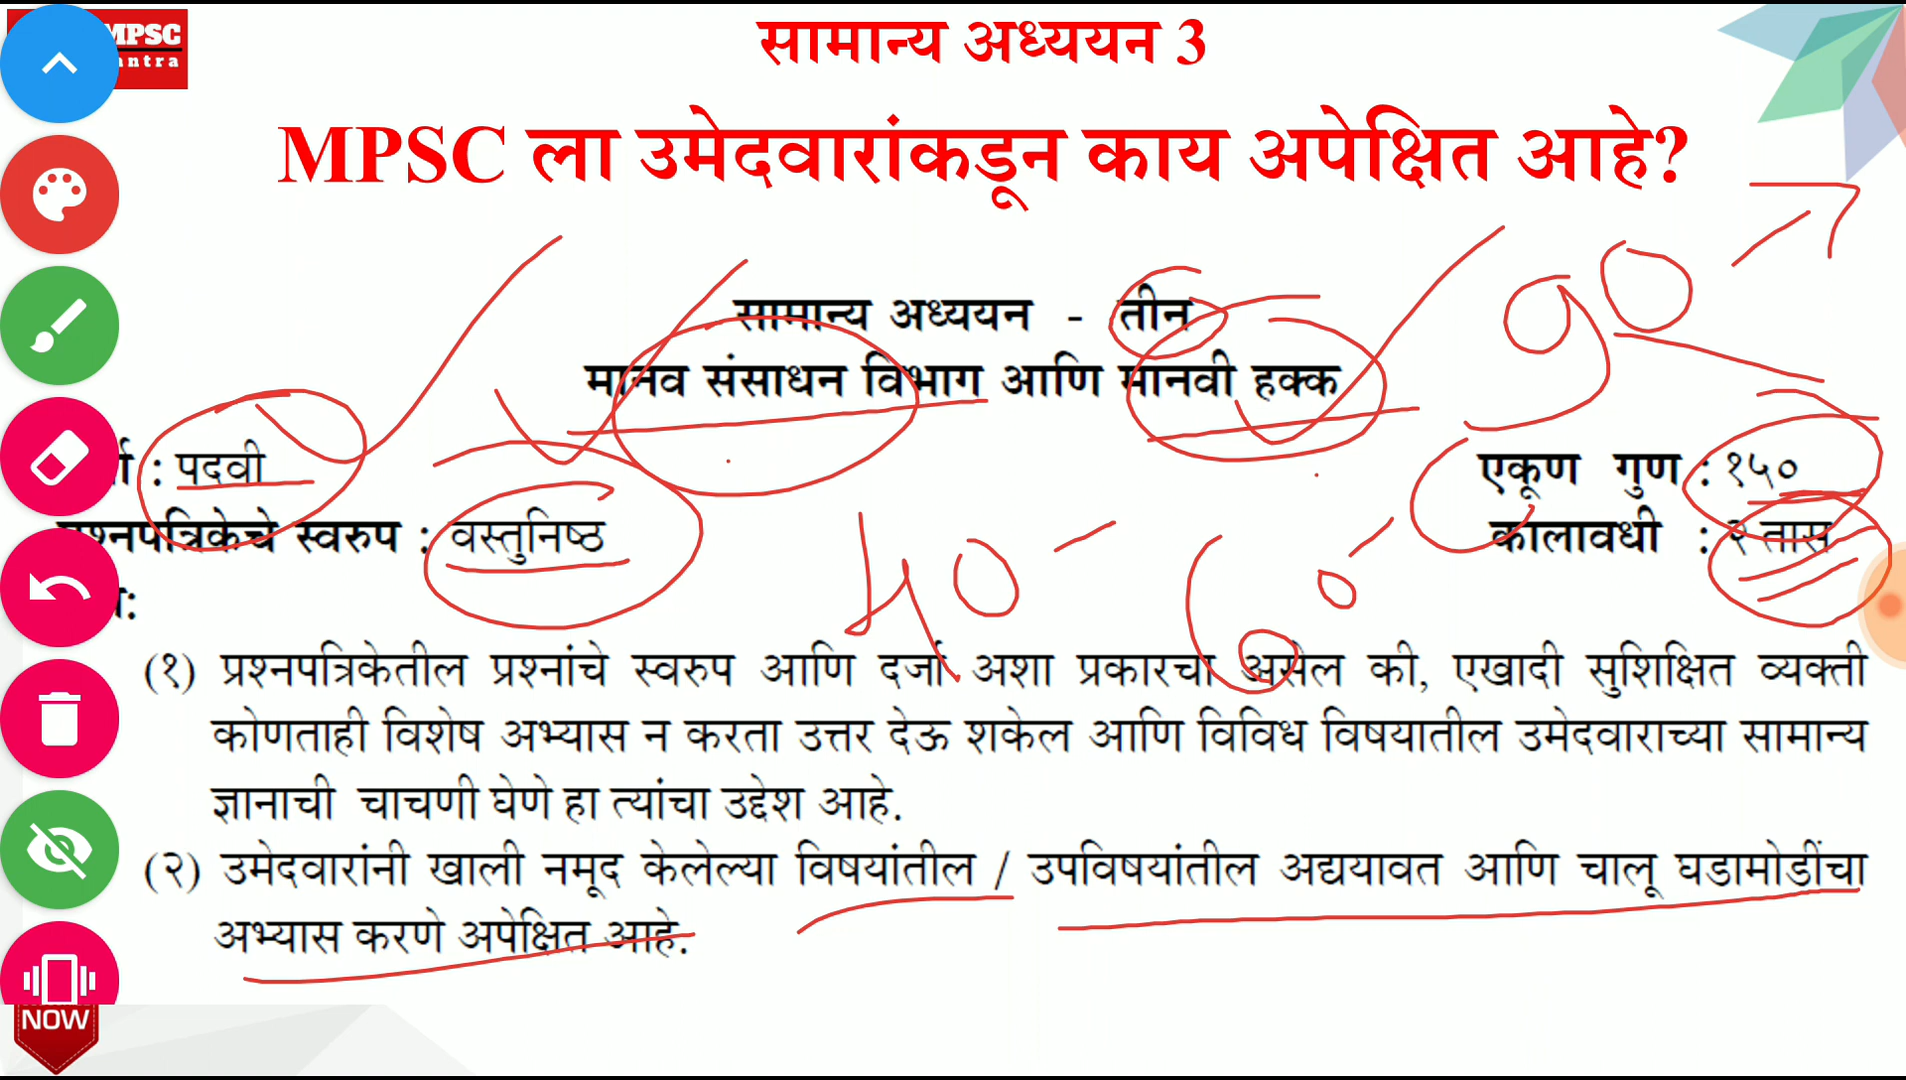 MPSC
ntra
सामान्य अध्ययन 3
MPSC ला उमेदवारांकडून काय अपेक्षित आहे?
सामान्य अध्ययन - तीन
मानव संसाधन विभाग आणि मानवी हक्क
: पदवी
एकूण गुण : १५०
प्रश्नपत्रिकेचे स्वरुप : वस्तुनिष्ठ
कालावधी : २ तास
90
40 - 60
(१) प्रश्नपत्रिकेतील प्रश्नांचे स्वरुप आणि दर्जा अशा प्रकारचा असेल की, एखादी सुशिक्षित व्यक्ती
कोणताही विशेष अभ्यास न करता उत्तर देऊ शकेल आणि विविध विषयातील उमेदवाराच्या सामान्य
ज्ञानाची चाचणी घेणे हा त्यांचा उद्देश आहे.
(२) उमेदवारांनी खाली नमूद केलेल्या विषयांतील / उपविषयांतील अद्ययावत आणि चालू घडामोडींचा
अभ्यास करणे अपेक्षित आहे.
NOW